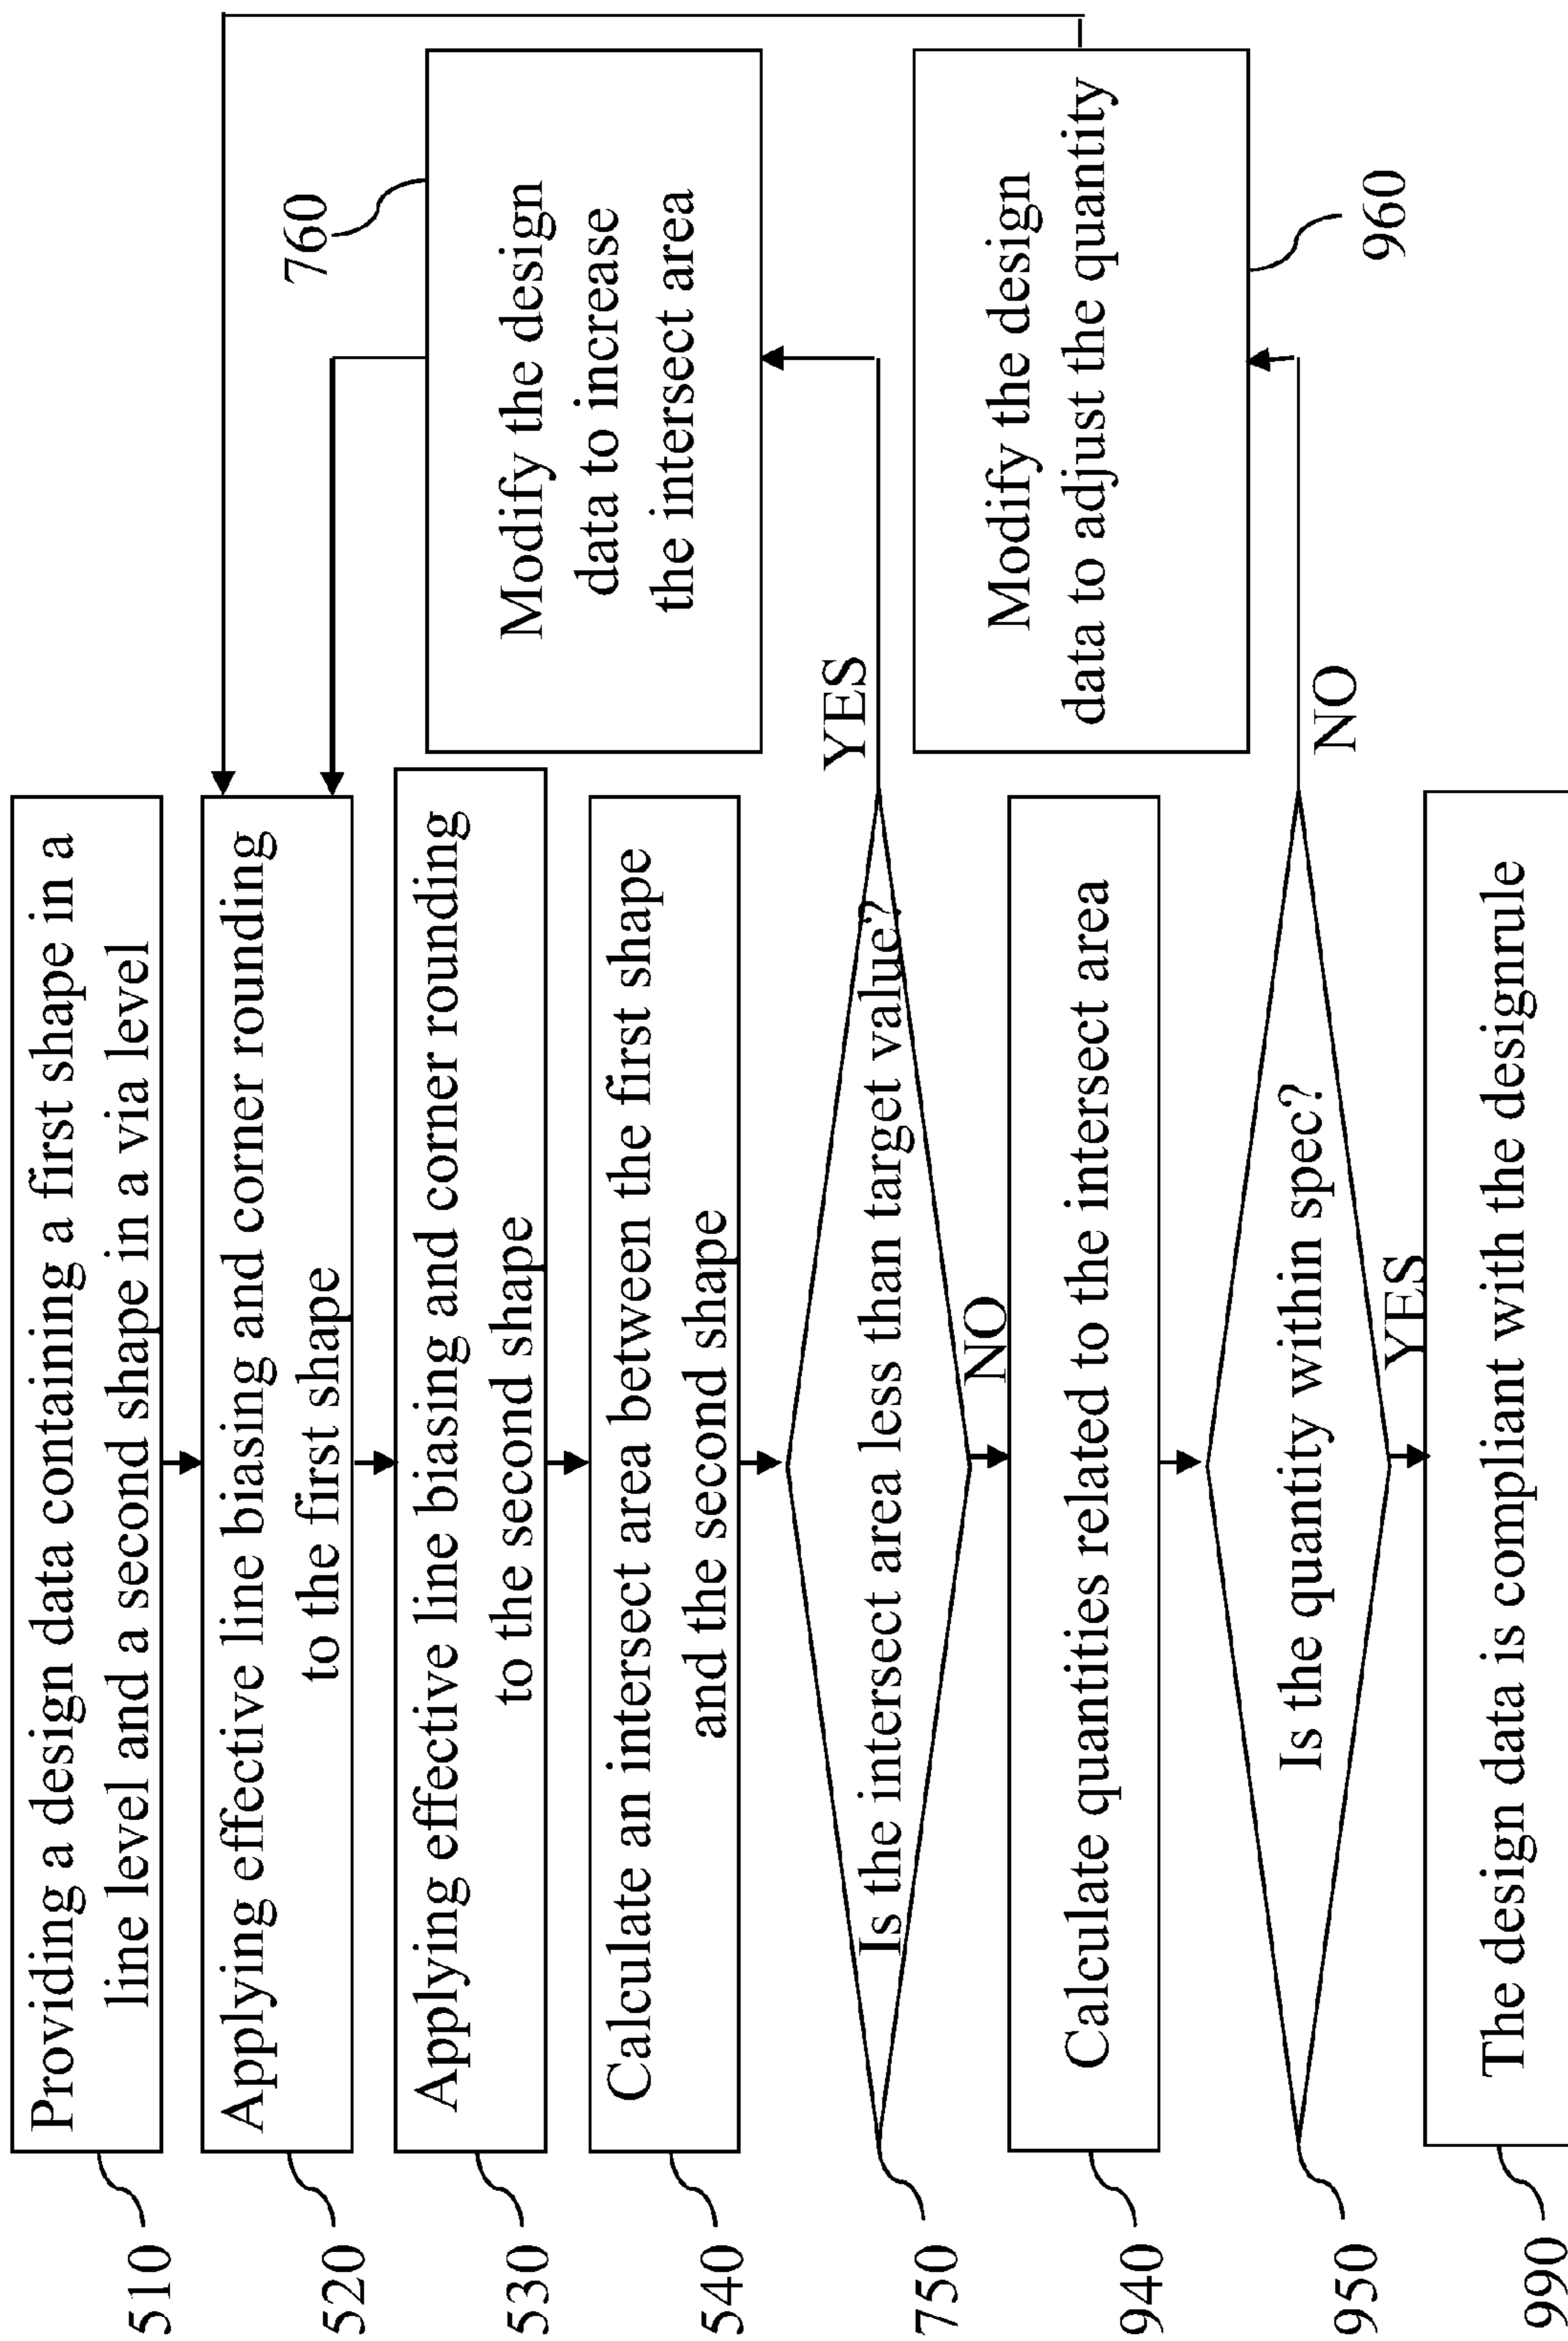 510
Providing a design data containing a first shape in a
line level and a second shape in a via level
520
Applying effective line biasing and corner rounding
to the first shape
530
Applying effective line biasing and corner rounding
to the second shape
540
Calculate an intersect area between the first shape
and the second shape
750
Is the intersect area less than target value?
YES
NO
760
Modify the design
data to increase
the intersect area
940
Calculate quantities related to the intersect area
950
Is the quantity within spec?
NO
YES
960
Modify the design
data to adjust the quantity
990
The design data is compliant with the designrule